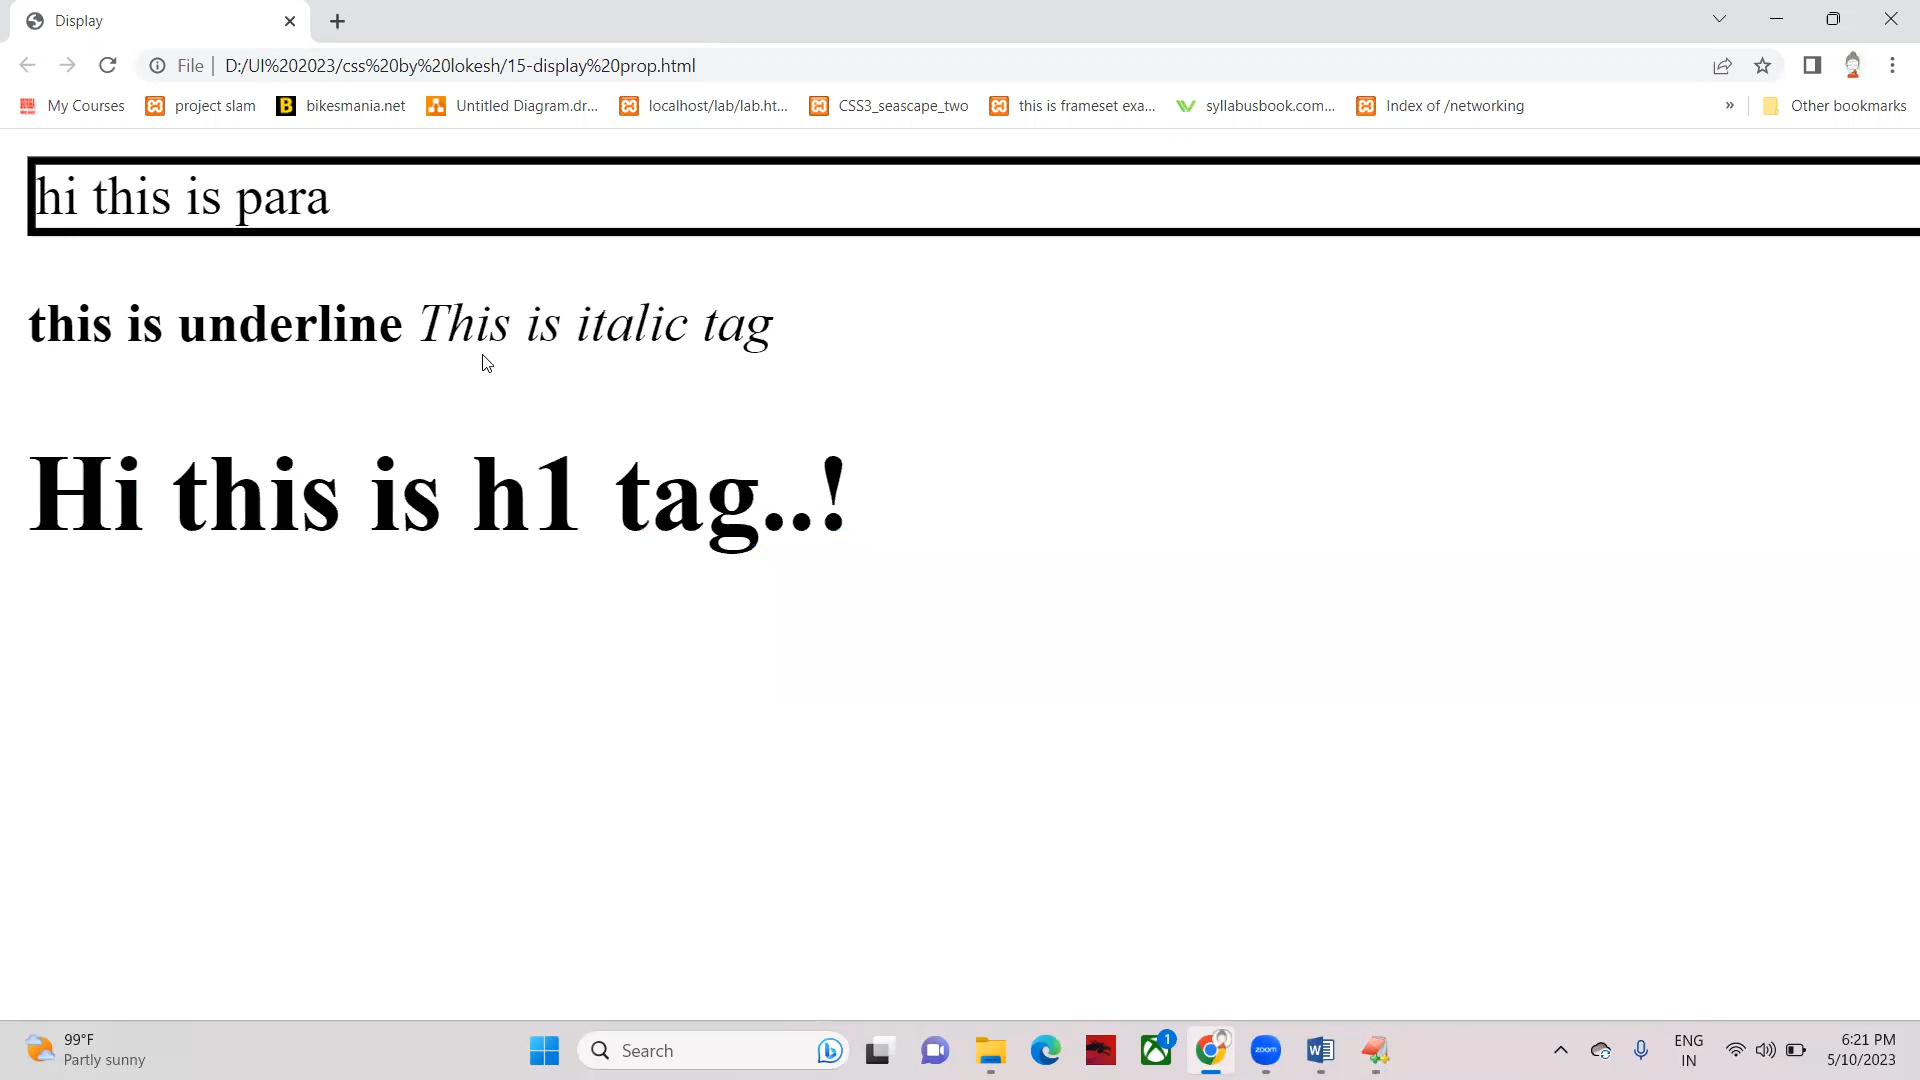 Display
File | D:/UI%202023/css%20by%20lokesh/15-display%20prop.html
My Courses project slam B bikesmania.net Untitled Diagram.dr... localhost/lab/lab.ht... CSS3_seascape_two this is frameset exa... syllabusbook.com... Index of /networking » Other bookmarks
hi this is para
this is underline This is italic tag
Hi this is h1 tag..!
99°F
Partly sunny
Search
1
zoom
W
ENG
IN
6:21 PM
5/10/2023